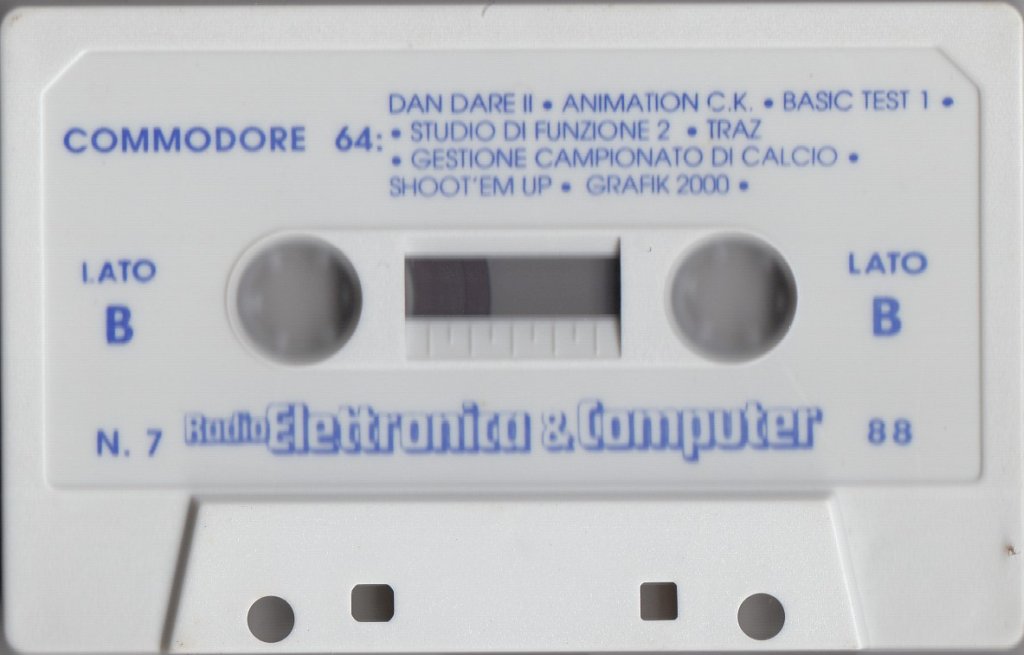 DAN DARE II • ANIMATION C.K. • BASIC TEST 1 •
COMMODORE 64: • STUDIO DI FUNZIONE 2 • TRAZ
• GESTIONE CAMPIONATO DI CALCIO •
SHOOT'EM UP • GRAFIK 2000 •
LATO
B
LATO
B
N. 7 Radio Elettronica & Computer 88